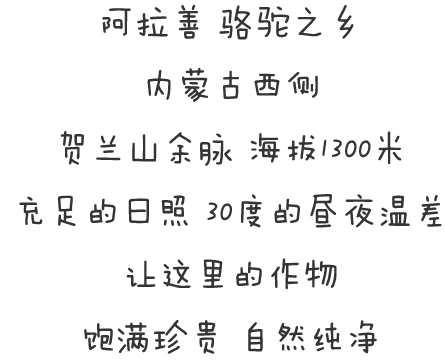 阿拉善 骆驼之乡
内蒙古西侧
贺兰山余脉 海拔1300米
充足的日照 30度的昼夜温差
让这里的作物
饱满珍贵 自然纯净